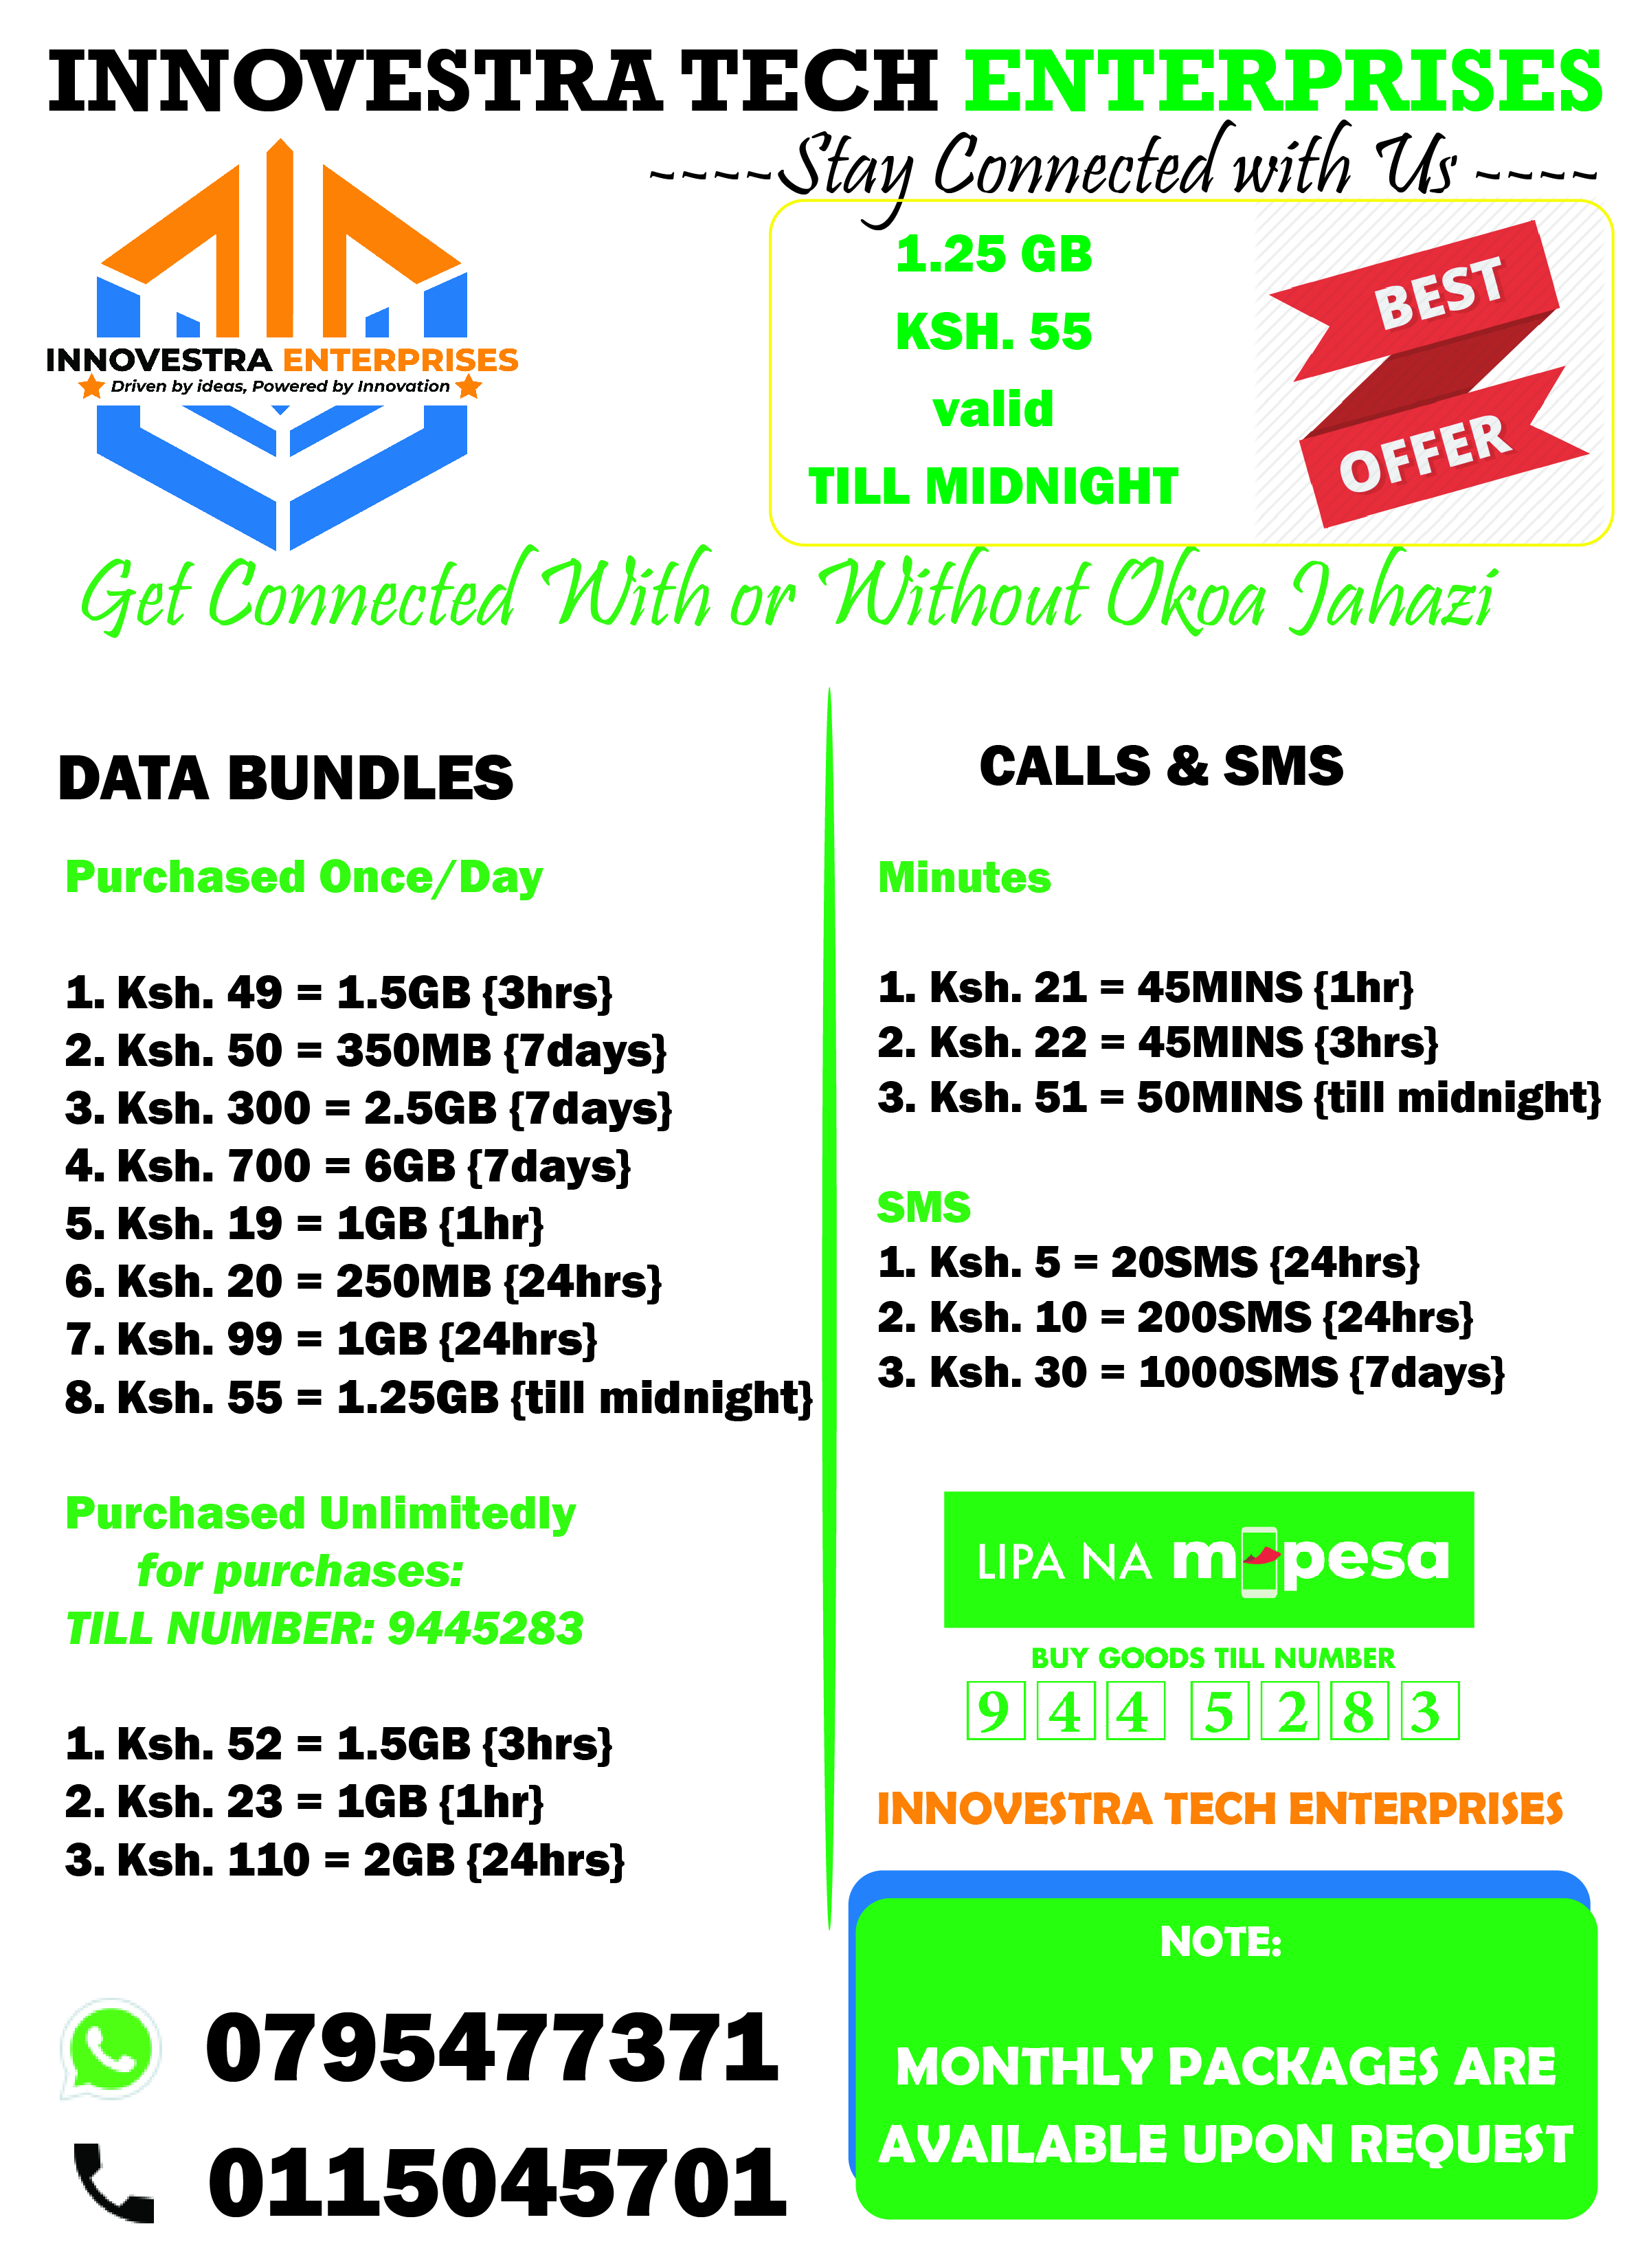 INNOVESTRA TECH ENTERPRISES
~~~~Stay Connected with Us ~~~~
INNOVESTRA ENTERPRISES
Driven by ideas, Powered by Innovation
1.25 GB
KSH. 55
valid
TILL MIDNIGHT
BEST
OFFER
Get Connected With or Without Okoa Jahazi
DATA BUNDLES
Purchased Once/Day
1. Ksh. 49 = 1.5GB {3hrs}
2. Ksh. 50 = 350MB {7days}
3. Ksh. 300 = 2.5GB {7days}
4. Ksh. 700 = 6GB {7days}
5. Ksh. 19 = 1GB {1hr}
6. Ksh. 20 = 250MB {24hrs}
7. Ksh. 99 = 1GB {24hrs}
8. Ksh. 55 = 1.25GB {till midnight}
Purchased Unlimitedly
for purchases:
TILL NUMBER: 9445283
1. Ksh. 52 = 1.5GB {3hrs}
2. Ksh. 23 = 1GB {1hr}
3. Ksh. 110 = 2GB {24hrs}
0795477371
0115045701
CALLS & SMS
Minutes
1. Ksh. 21 = 45MINS {1hr}
2. Ksh. 22 = 45MINS {3hrs}
3. Ksh. 51 = 50MINS {till midnight}
SMS
1. Ksh. 5 = 20SMS {24hrs}
2. Ksh. 10 = 200SMS {24hrs}
3. Ksh. 30 = 1000SMS {7days}
LIPA NA m-pesa
BUY GOODS TILL NUMBER
9 4 4 5 2 8 3
INNOVESTRA TECH ENTERPRISES
NOTE:
MONTHLY PACKAGES ARE
AVAILABLE UPON REQUEST